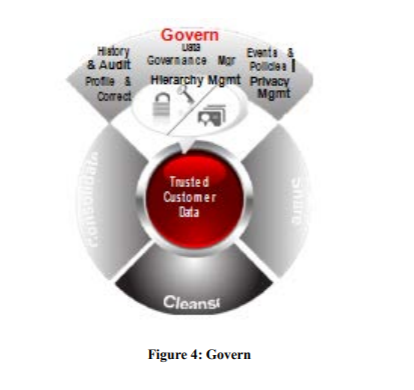 Govern
History
& Audit
Profile &
Correct
Data
Governance Mgr
Hierarchy Mgmt
Events &
Policies
Privacy
Mgmt
Consolidate
Trusted
Customer
Data
Share
Cleanse
Figure 4: Govern